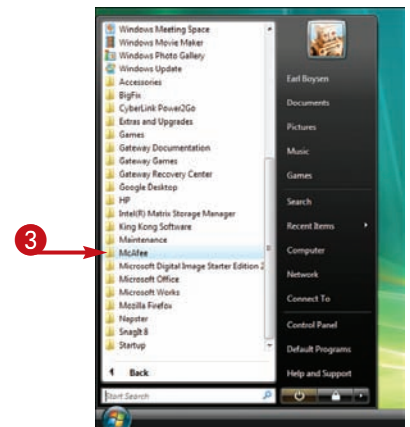 Windows Meeting Space
Windows Movie Maker
Windows Photo Gallery
Windows Update
Accessories
BigFix
CyberLink Power2Go
Extras and Upgrades
Games
Gateway Documentation
Gateway Games
Gateway Recovery Center
Google Desktop
HP
Intel(R) Matrix Storage Manager
King Kong Software
Maintenance
3
McAfee
Microsoft Digital Image Starter Edition 2
Microsoft Office
Microsoft Works
Mozilla Firefox
Napster
SnagIt 8
Startup
Back
Start Search
Earl Boysen
Documents
Pictures
Music
Games
Search
Recent Items
Computer
Network
Connect To
Control Panel
Default Programs
Help and Support